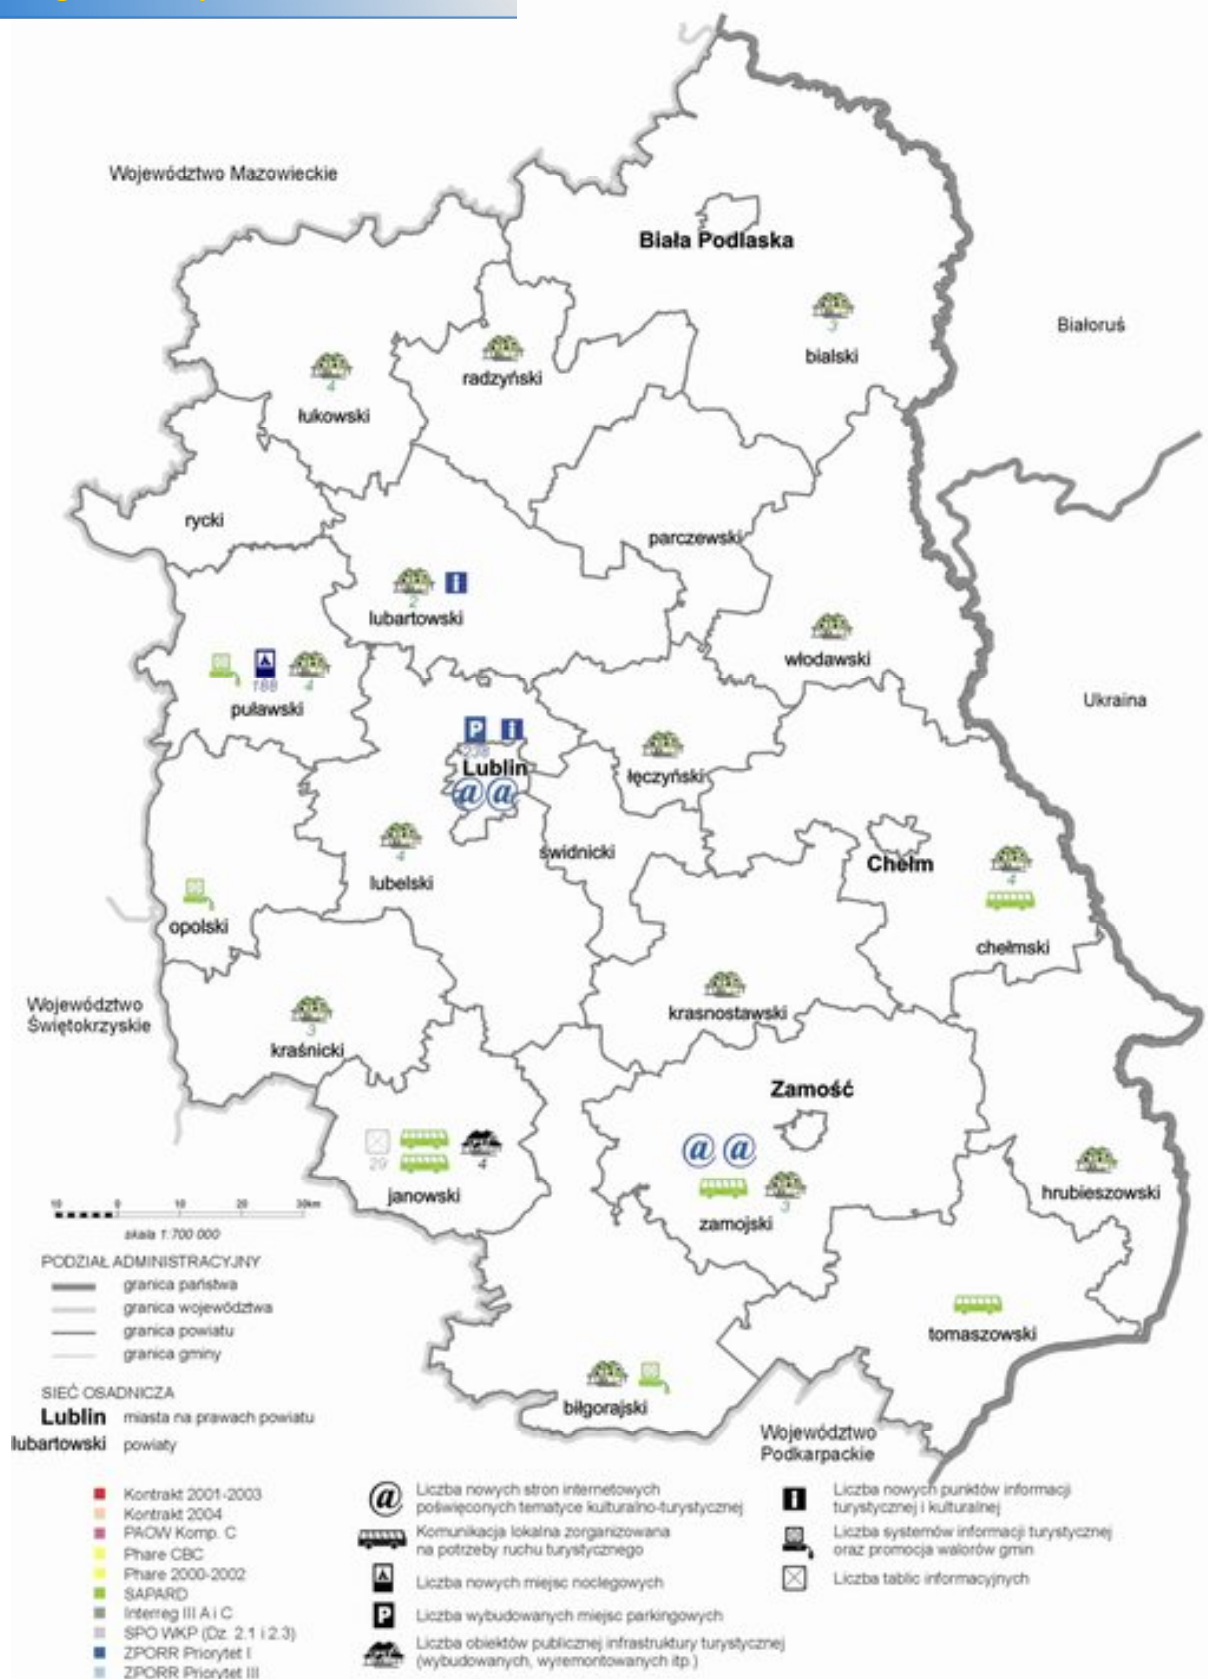 Województwo Mazowieckie
Biała Podlaska
Białoruś
3
bialski
radzyński
4
łukowski
rycki
parczewski
2
lubartowski
włodawski
188
4
puławski
Ukraina
Lublin
łęczyński
świdnicki
4
lubelski
Chełm
4
chełmski
opolski
Województwo
Świętokrzyskie
krasnostawski
3
kraśnicki
Zamość
29
4
janowski
hrubieszowski
3
zamojski
10 0 10 20 30km
skala 1:700 000
tomaszowski
biłgorajski
Województwo
Podkarpackie
PODZIAŁ ADMINISTRACYJNY
granica państwa
granica województwa
granica powiatu
granica gminy
SIEĆ OSADNICZA
Lublin miasta na prawach powiatu
lubartowski powiaty
Kontrakt 2001-2003
Kontrakt 2004
PAOW Komp. C
Phare CBC
Phare 2000-2002
SAPARD
Interreg III A i C
SPO WKP (Dz. 2.1 i 2.3)
ZPORR Priorytet I
ZPORR Priorytet III
Liczba nowych stron internetowych
poświęconych tematyce kulturalno-turystycznej
Komunikacja lokalna zorganizowana
na potrzeby ruchu turystycznego
Liczba nowych miejsc noclegowych
P Liczba wybudowanych miejsc parkingowych
Liczba obiektów publicznej infrastruktury turystycznej
(wybudowanych, wyremontowanych itp.)
Liczba nowych punktów informacji
turystycznej i kulturalnej
Liczba systemów informacji turystycznej
oraz promocja walorów gmin
Liczba tablic informacyjnych